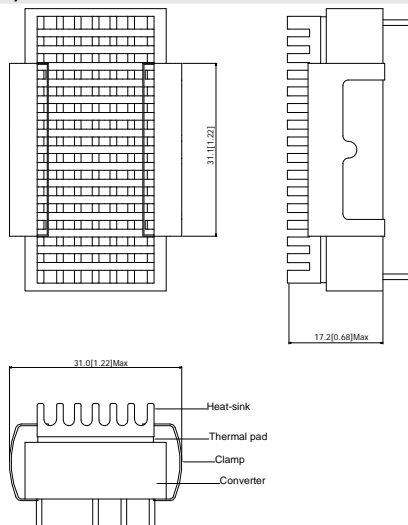 31.1[1.22]
17.2[0.68]Max
31.0[1.22]Max
Heat-sink
Thermal pad
Clamp
Converter